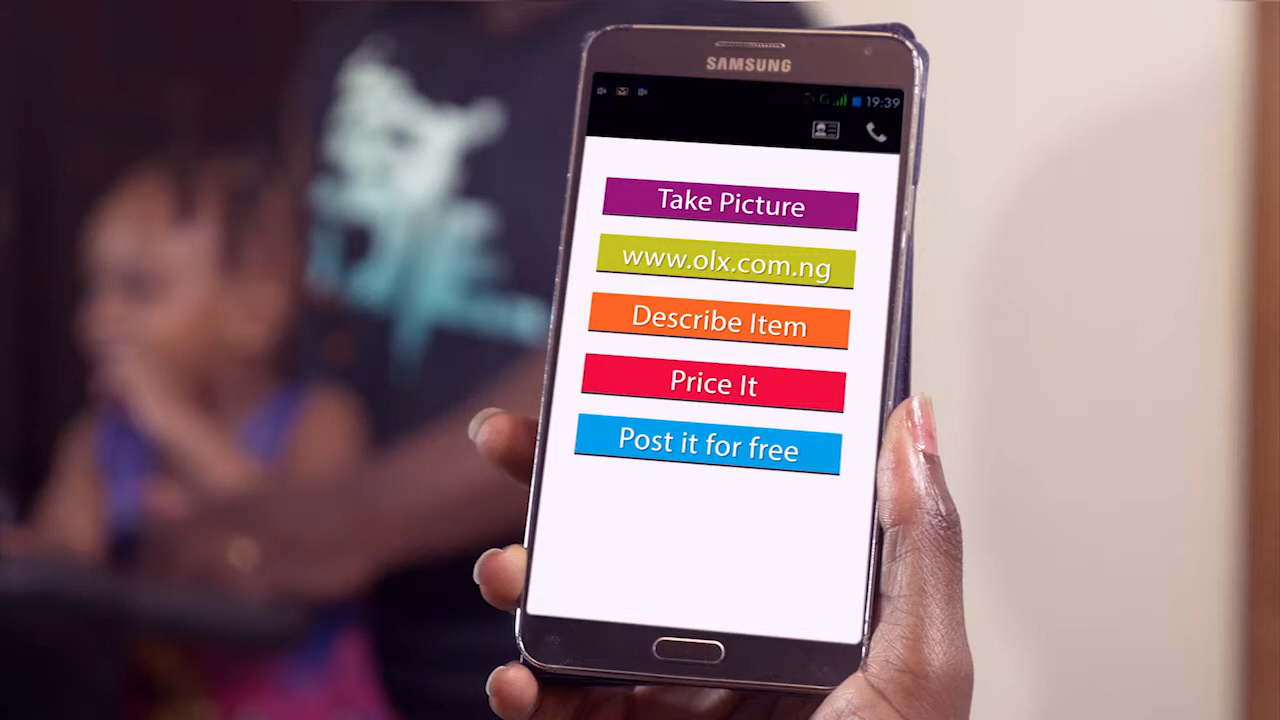 SAMSUNG
19:39
Take Picture
www.olx.com.ng
Describe Item
Price It
Post it for free